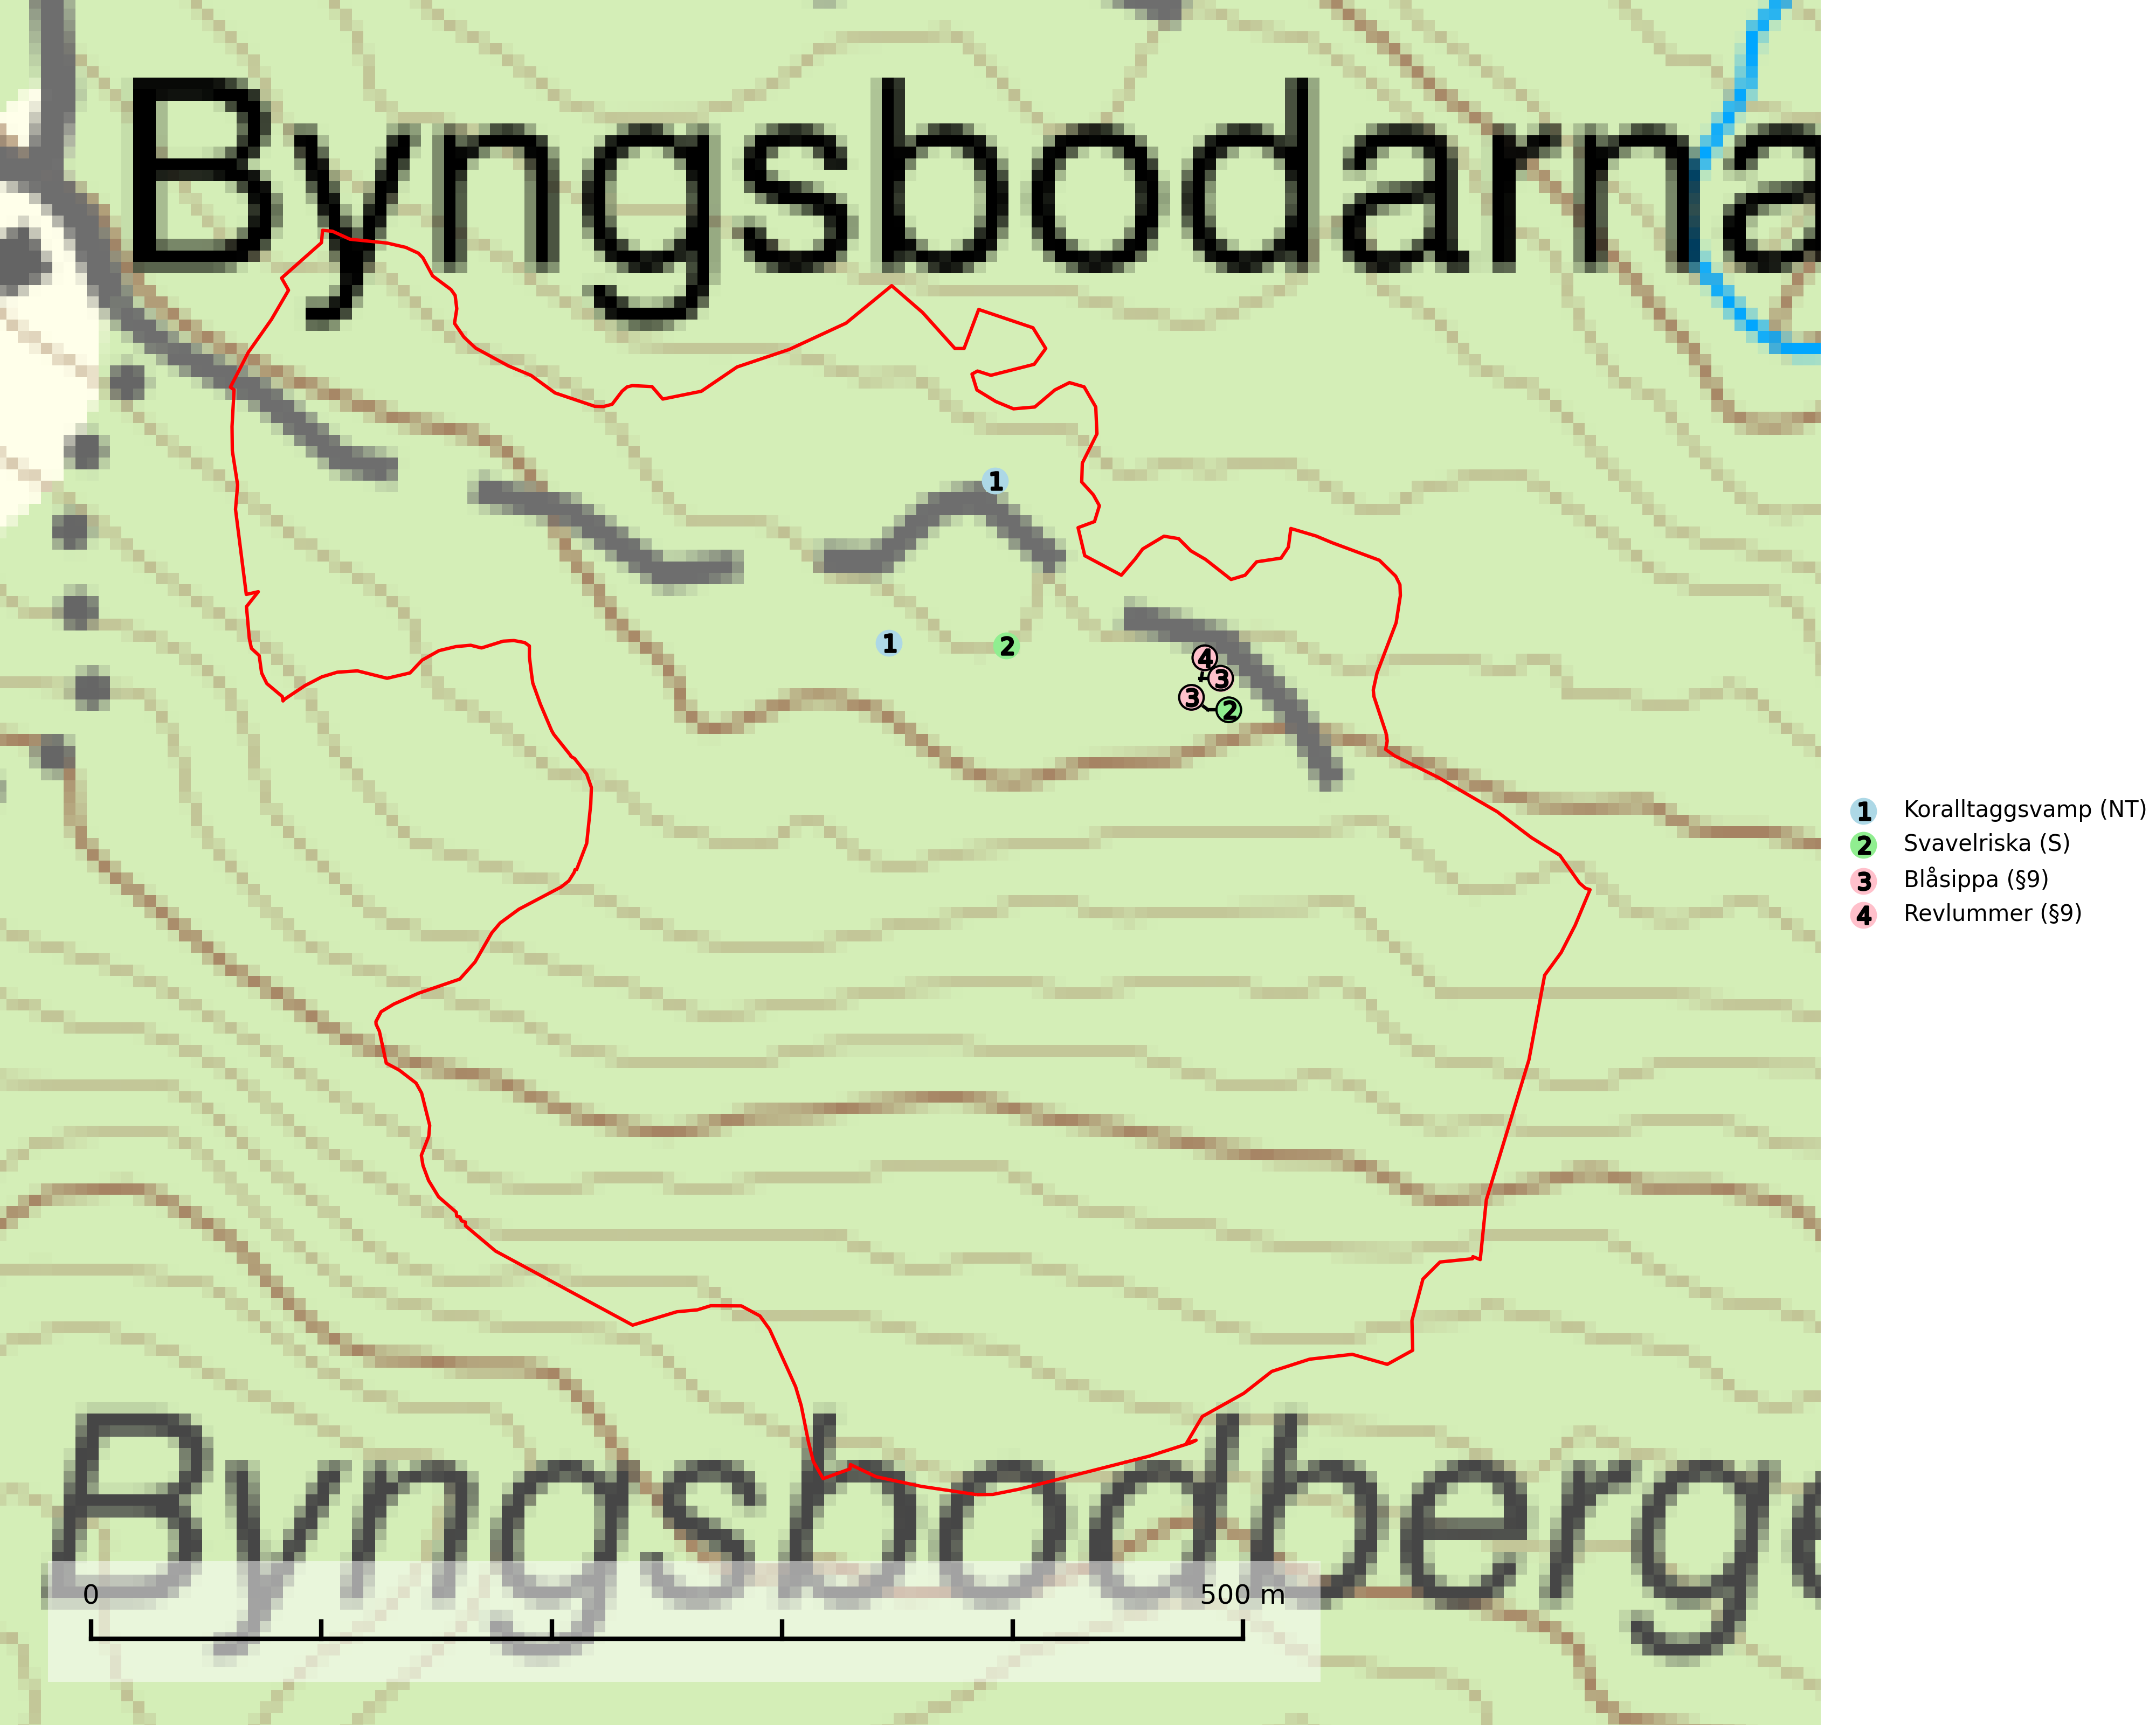 Byngsbodarna
1
1
2
4
3
3
2
1 Koralltaggsvamp (NT)
2 Svavelriska (S)
3 Blåsippa (§9)
4 Revlummer (§9)
Byngsbodberg
0 500 m